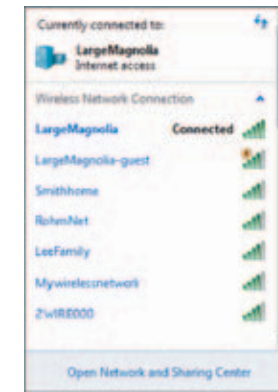 Currently connected to:
LargeMagnolia
Internet access
Wireless Network Connection
LargeMagnolia Connected
LargeMagnolia-guest
Smithhome
RohmNet
LeeFamily
Mywirelessnetwork
2WIRE000
Open Network and Sharing Center